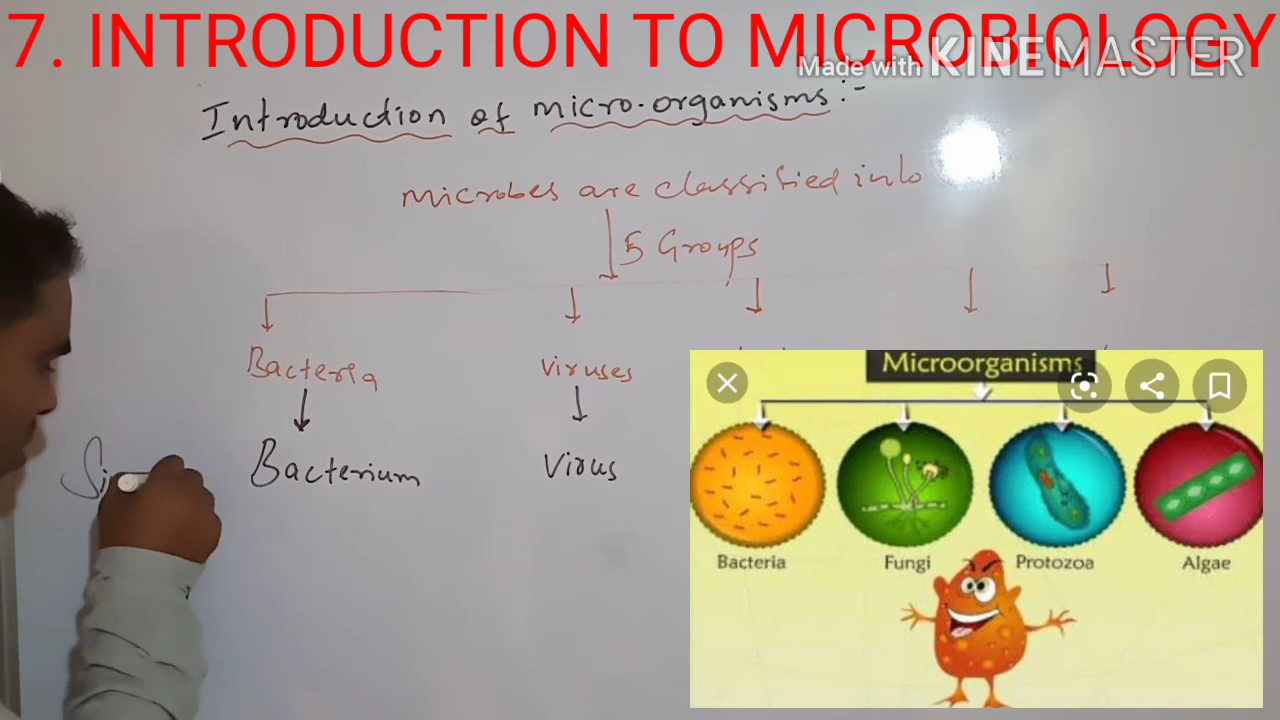 7. INTRODUCTION TO MICROBIOLOGY
Made with KINEMASTER
Introduction of micro-organisms:-
microbes are classified into
5 Groups
Bacteria viruses
Bacterium Virus
Si
Microorganisms
Bacteria Fungi Protozoa Algae